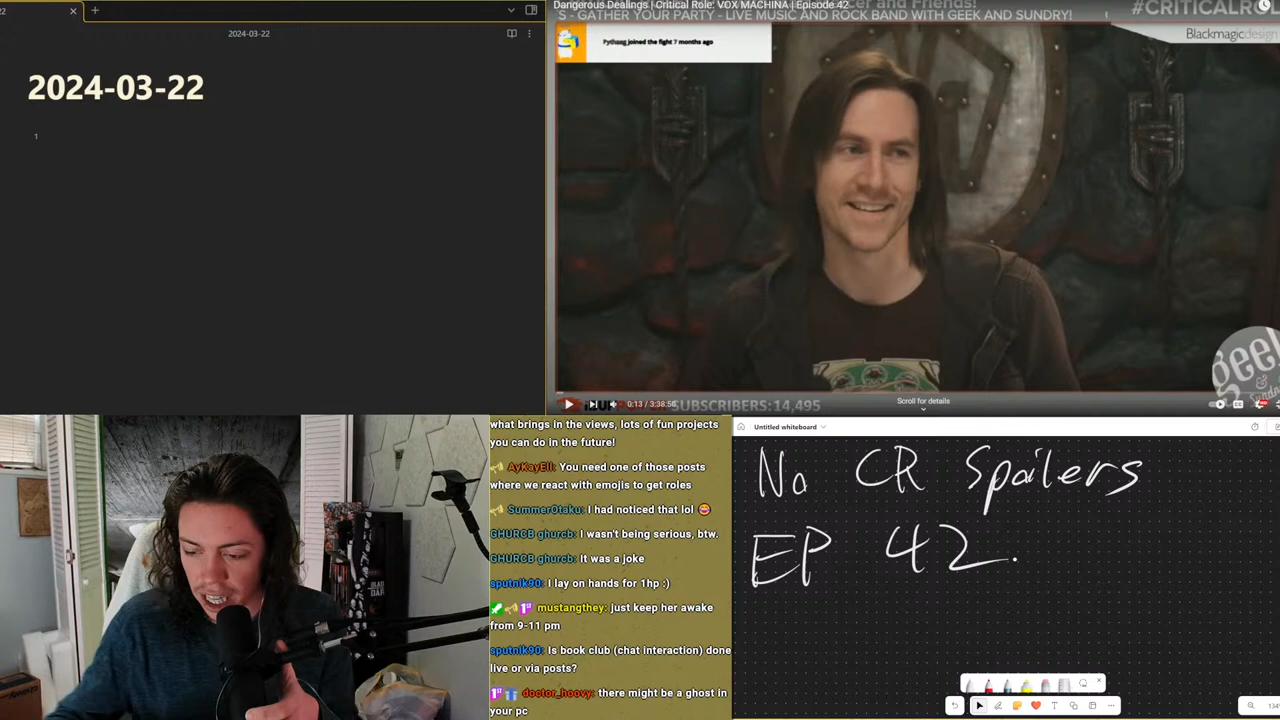 22
2024-03-22
2024-03-22
1
Dangerous Dealings | Critical Role: VOX MACHINA | Episode 42
S - GATHER YOUR PARTY - LIVE MUSIC AND ROCK BAND WITH GEEK AND SUNDRY!
#CRITICALROL
Blackmagicdesign
joined the fight 7 months ago
geek
&
0:13 / 3:38:56
SUBSCRIBERS: 14,495
Scroll for details
what brings in the views, lots of fun projects
you can do in the future!
AyKayEll: You need one of those posts
where we react with emojis to get roles
SummerOtaku: I had noticed that lol 😄
GHURCB ghurcb: I wasn't being serious, btw.
GHURCB ghurcb: It was a joke
sputnik90: I lay on hands for 1hp :)
mustangthey: just keep her awake
from 9-11 pm
sputnik90: Is book club (chat interaction) done
live or via posts?
doctor_hoovy: there might be a ghost in
your pc
Untitled whiteboard
No CR Spoilers
EP 42.